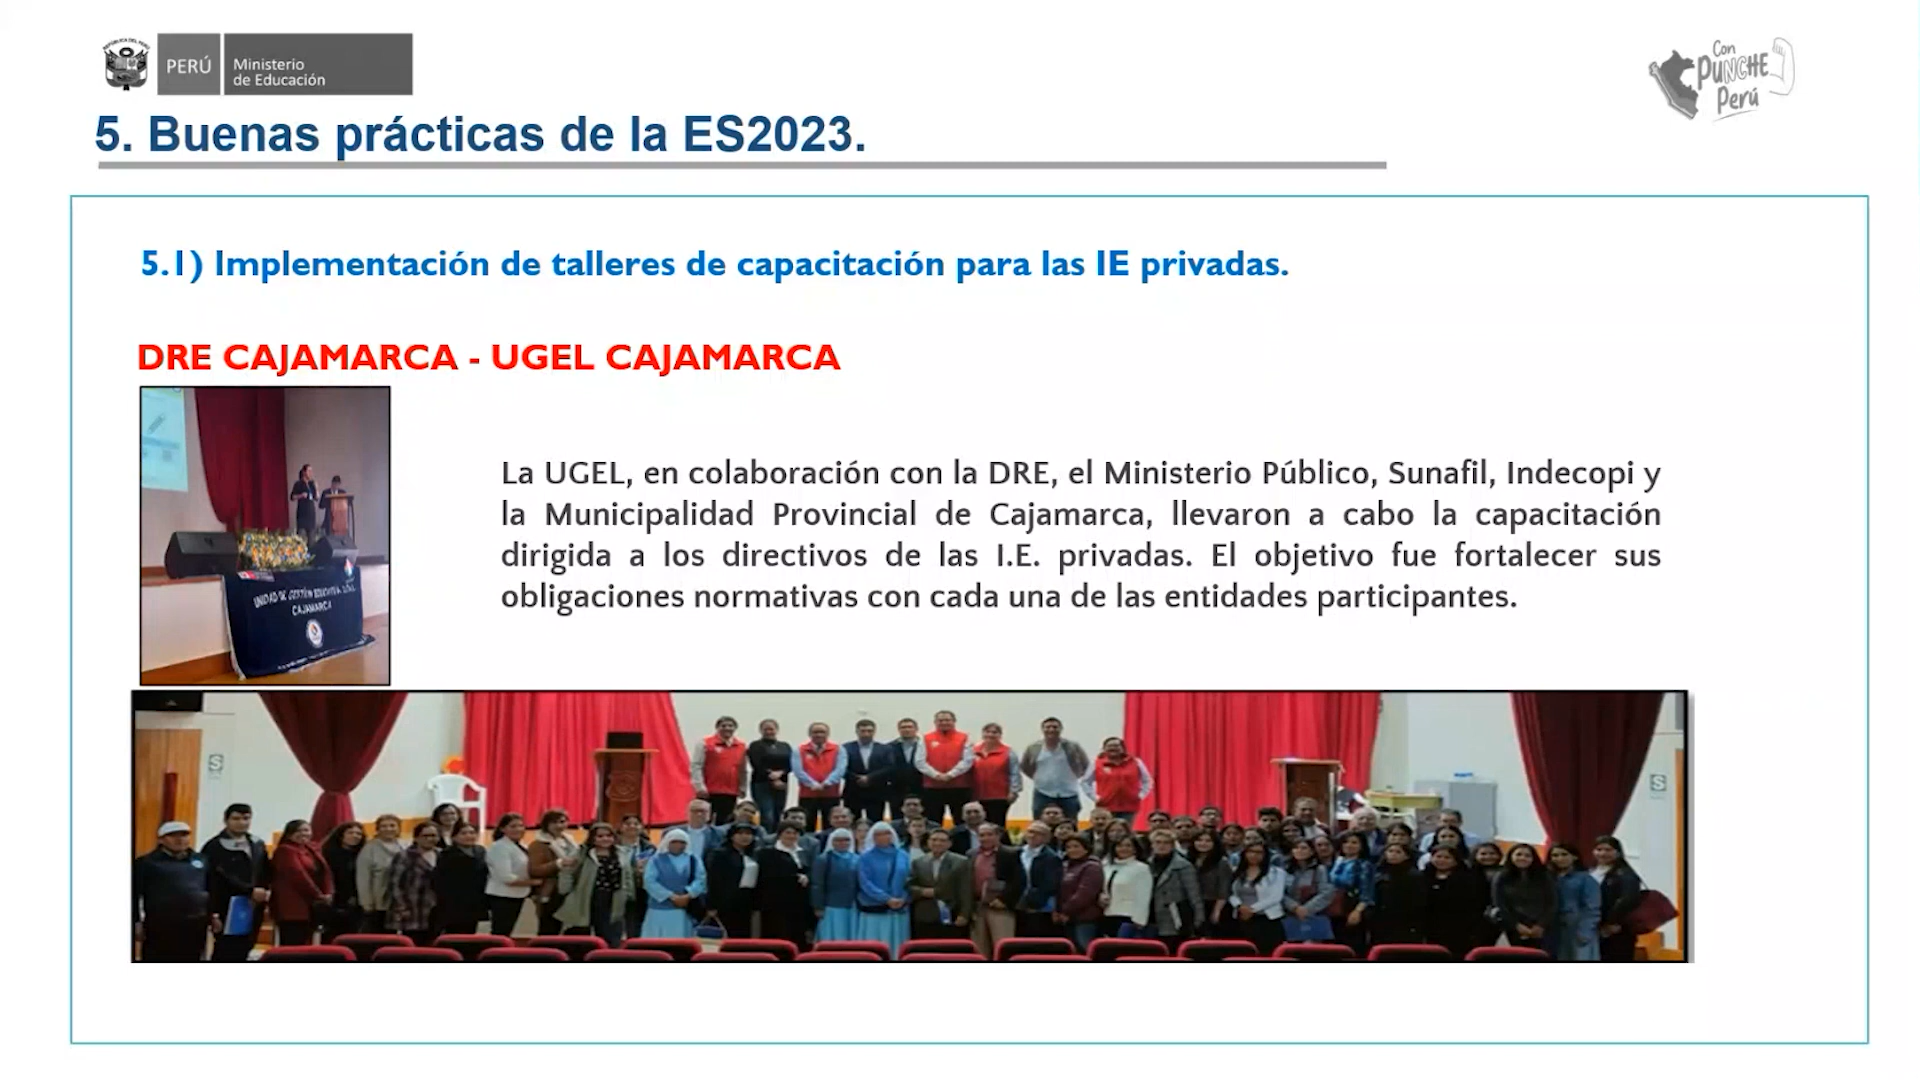 PERÚ
Ministerio
de Educación
Con
PUNCHE
Perú
5. Buenas prácticas de la ES2023.
5.1) Implementación de talleres de capacitación para las IE privadas.
DRE CAJAMARCA - UGEL CAJAMARCA
La UGEL, en colaboración con la DRE, el Ministerio Público, Sunafil, Indecopi y
la Municipalidad Provincial de Cajamarca, llevaron a cabo la capacitación
dirigida a los directivos de las I.E. privadas. El objetivo fue fortalecer sus
obligaciones normativas con cada una de las entidades participantes.
UNIDAD DE GESTIÓN EDUCATIVA
CAJAMARCA
S
S